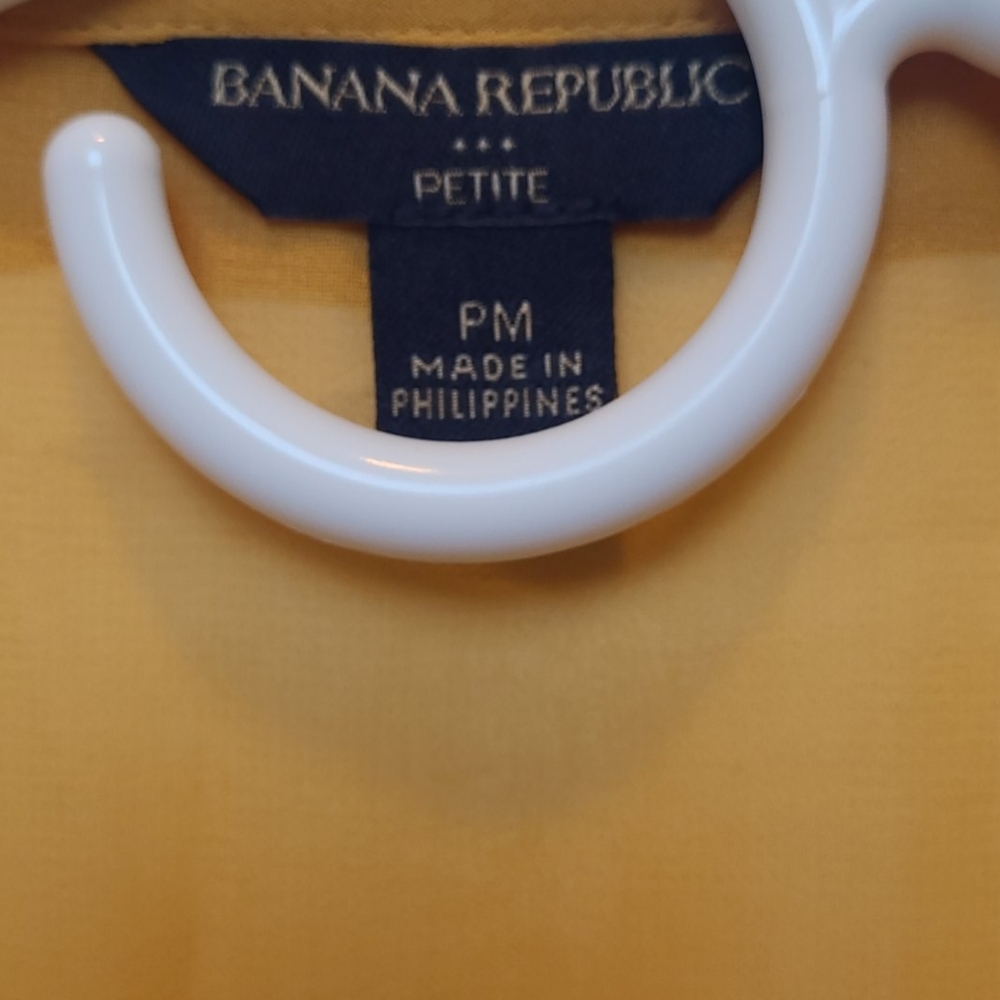 BANANA REPUBLIC
PETITE
PM
MADE IN
PHILIPPINES